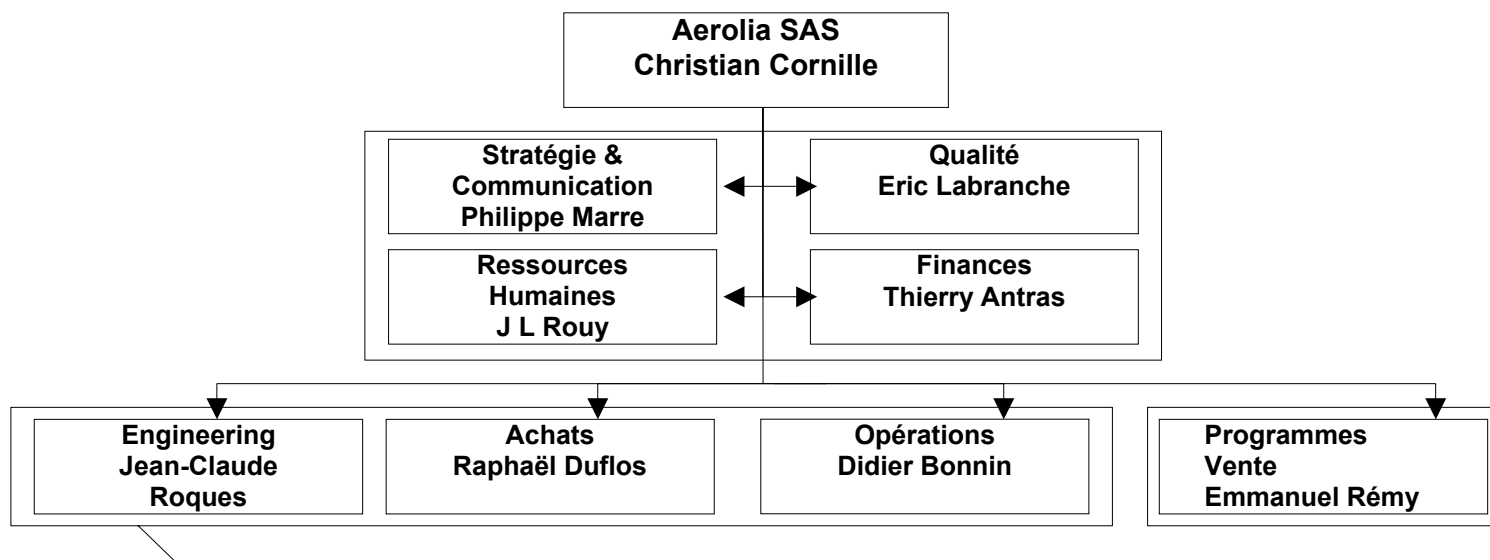 Aerolia SAS
Christian Cornille
Stratégie &
Communication
Philippe Marre
Qualité
Eric Labranche
Ressources
Humaines
J L Rouy
Finances
Thierry Antras
Engineering
Jean-Claude
Roques
Achats
Raphaël Duflos
Opérations
Didier Bonnin
Programmes
Vente
Emmanuel Rémy